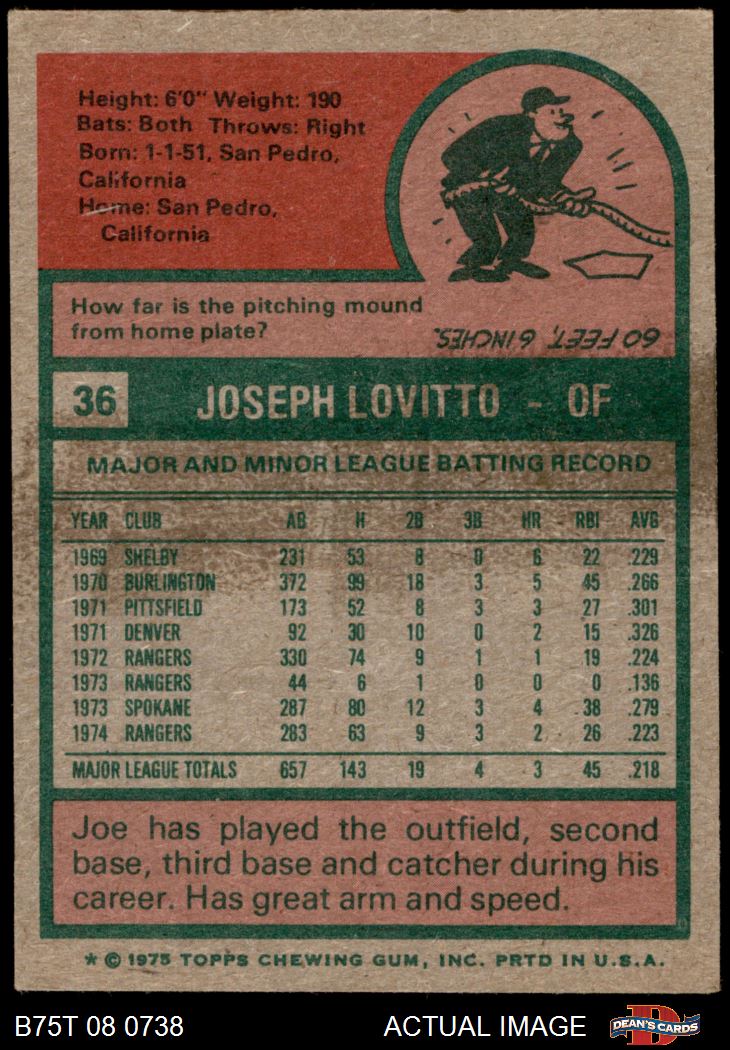 Height: 6'0" Weight: 190
Bats: Both Throws: Right
Born: 1-1-51, San Pedro,
California
Home: San Pedro,
California
How far is the pitching mound
from home plate?
60 FEET, 6 INCHES.
36 JOSEPH LOVITTO - OF
MAJOR AND MINOR LEAGUE BATTING RECORD
YEAR CLUB AB H 2B 3B HR RBI AVG
1969 SHELBY 231 53 8 0 6 22 .229
1970 BURLINGTON 372 99 18 3 5 45 .266
1971 PITTSFIELD 173 52 8 3 3 27 .301
1971 DENVER 92 30 10 0 2 15 .326
1972 RANGERS 330 74 9 1 1 19 .224
1973 RANGERS 44 6 1 0 0 0 .136
1973 SPOKANE 287 80 12 3 4 38 .279
1974 RANGERS 283 63 9 3 2 26 .223
MAJOR LEAGUE TOTALS 657 143 19 4 3 45 .218
Joe has played the outfield, second
base, third base and catcher during his
career. Has great arm and speed.
* © 1975 TOPPS CHEWING GUM, INC. PRTD IN U.S.A.
B75T 08 0738 ACTUAL IMAGE DEAN'S CARDS